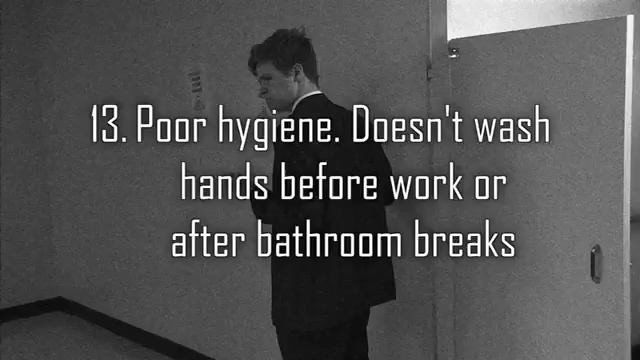 13. Poor hygiene. Doesn't wash
hands before work or
after bathroom breaks